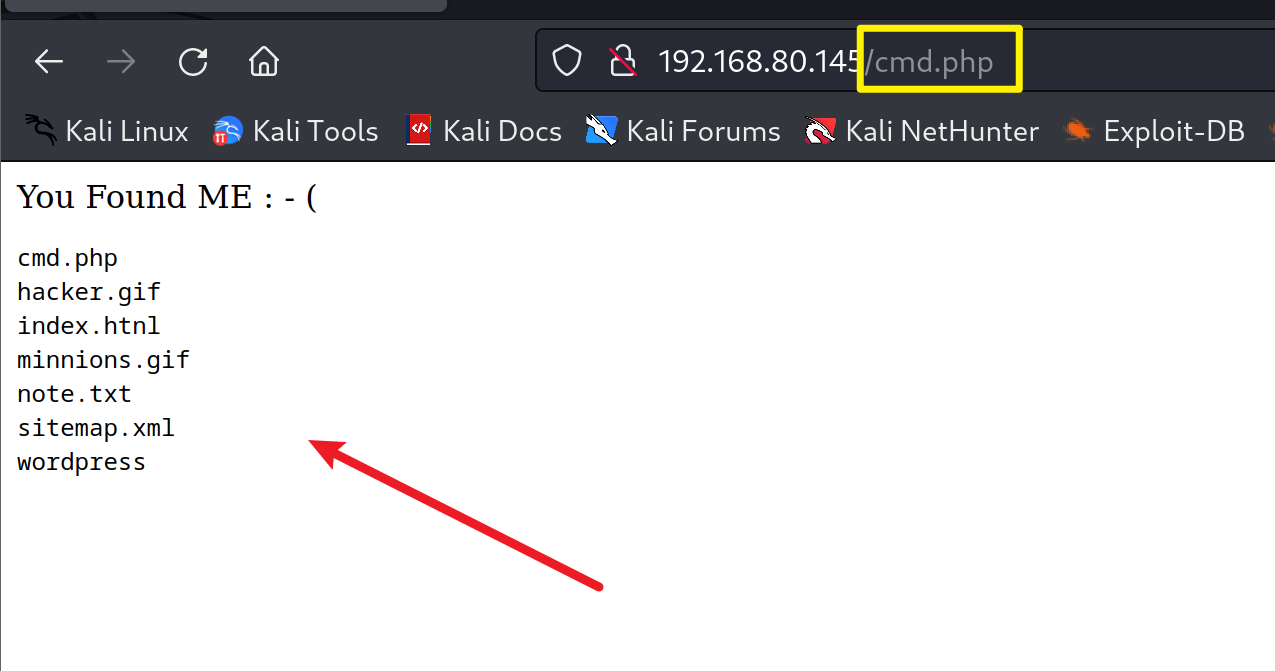 192.168.80.145/cmd.php
Kali Linux Kali Tools Kali Docs Kali Forums Kali NetHunter Exploit-DB
You Found ME : - (
cmd.php
hacker.gif
index.htnl
minnions.gif
note.txt
sitemap.xml
wordpress